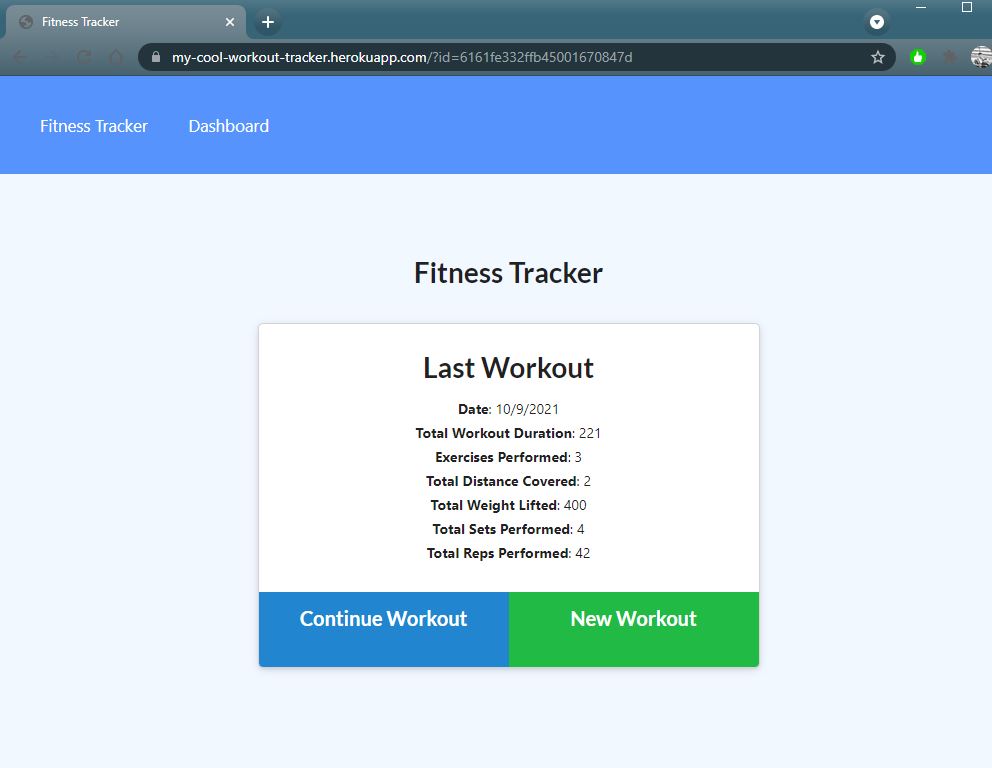 Fitness Tracker
my-cool-workout-tracker.herokuapp.com/?id=6161fe332ffb45001670847d
Fitness Tracker Dashboard
Fitness Tracker
Last Workout
Date: 10/9/2021
Total Workout Duration: 221
Exercises Performed: 3
Total Distance Covered: 2
Total Weight Lifted: 400
Total Sets Performed: 4
Total Reps Performed: 42
Continue Workout New Workout